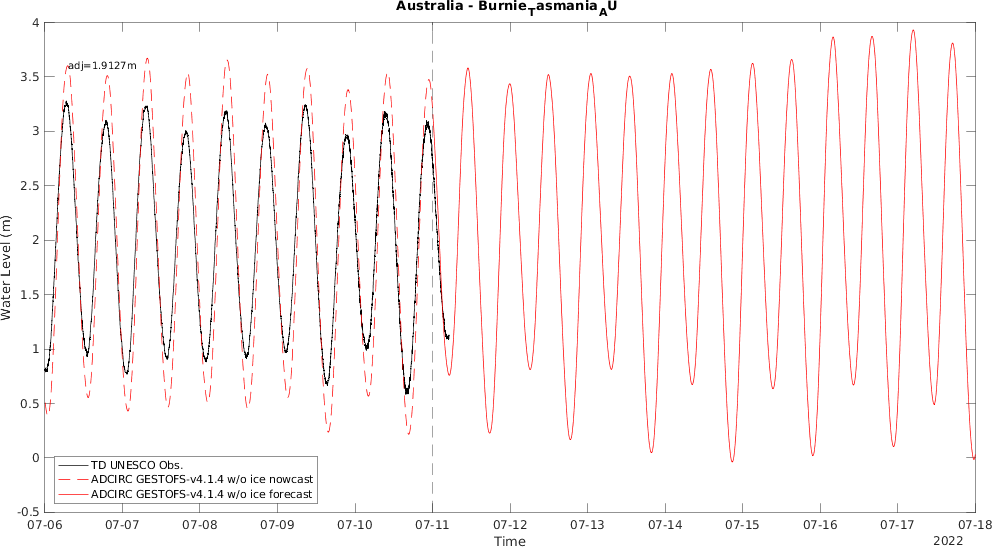 Australia - BurnieTasmaniaAU
4
3.5
3
2.5
2
1.5
1
0.5
0
-0.5
Water Level (m)
adj=1.9127m
TD UNESCO Obs.
ADCIRC GESTOFS-v4.1.4 w/o ice nowcast
ADCIRC GESTOFS-v4.1.4 w/o ice forecast
07-06 07-07 07-08 07-09 07-10 07-11 07-12 07-13 07-14 07-15 07-16 07-17 07-18
Time
2022